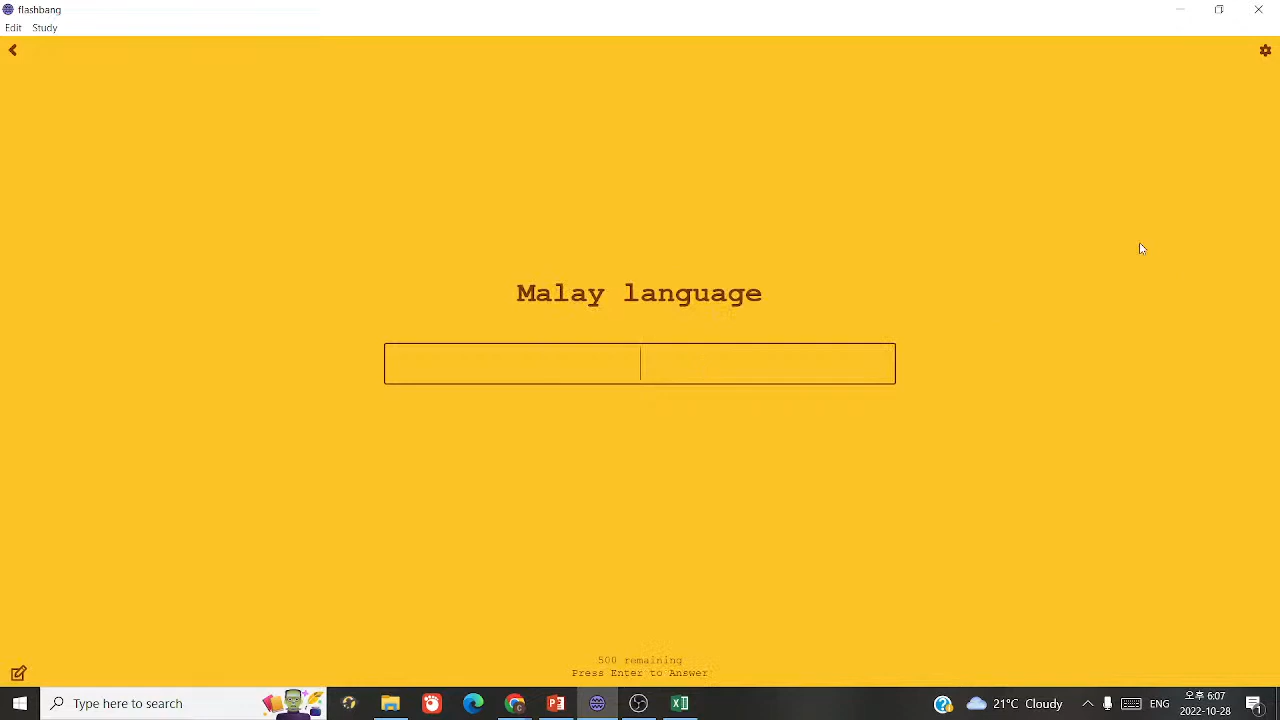 flashbang
Edit Study
Malay language
500 remaining
Press Enter to Answer
Type here to search
21°C Cloudy
ENG
오후 6:07
2022-10-28
1